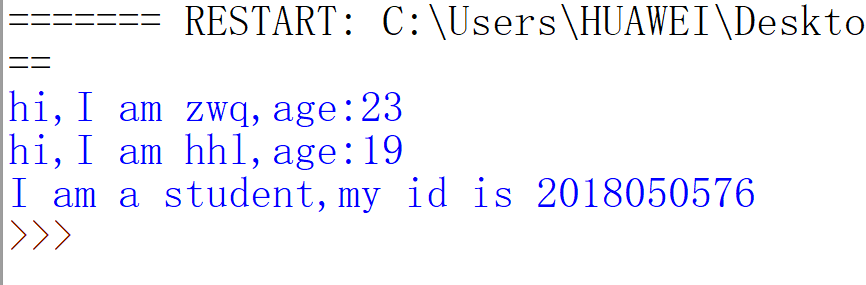 ======= RESTART: C:\Users\HUAWEI\Deskto
==
hi,I am zwq,age:23
hi,I am hhl,age:19
I am a student,my id is 2018050576
>>>